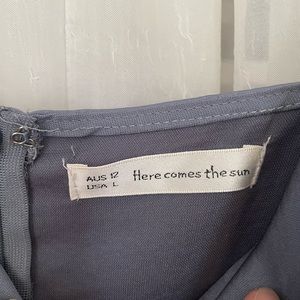 AUS 12
USA L
Here comes the sun